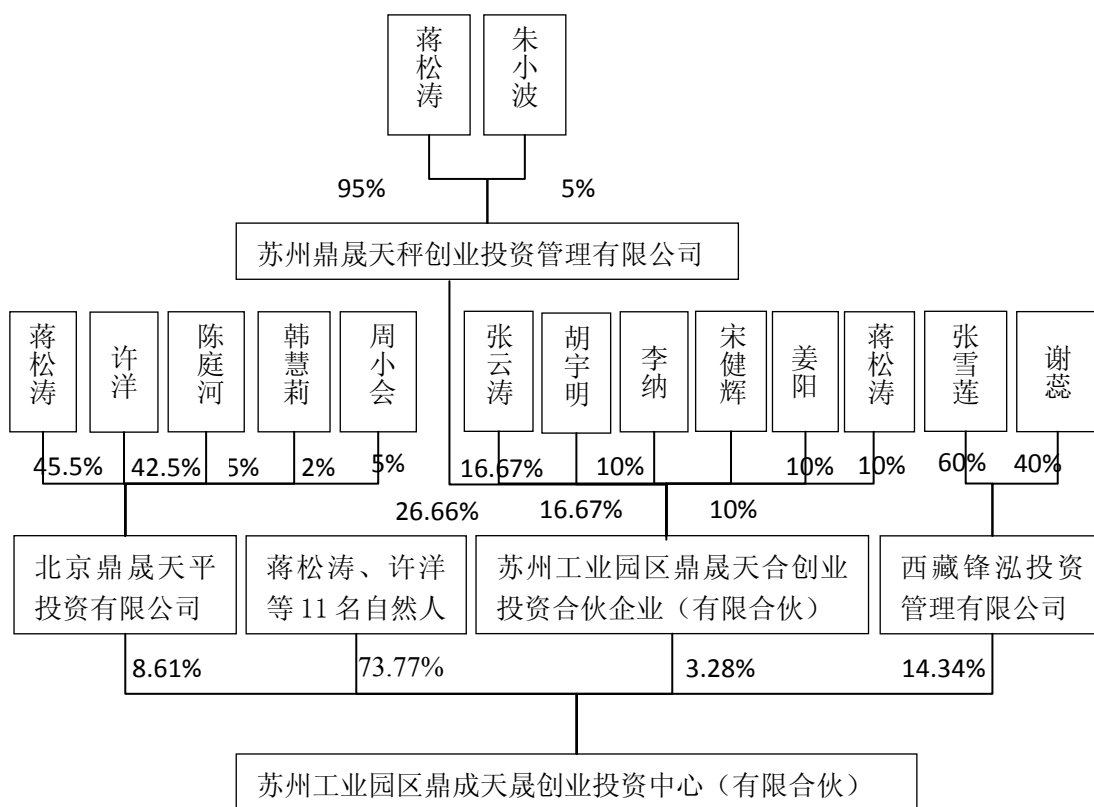 蒋松涛
朱小波
95%
5%
苏州鼎晟天秤创业投资管理有限公司
蒋松涛
许洋
陈庭河
韩慧莉
周小会
张云涛
胡宇明
李纳
宋健辉
姜阳
蒋松涛
张雪莲
谢蕊
45.5%
42.5%
5%
2%
5%
16.67%
10%
10%
10%
60%
40%
26.66%
16.67%
10%
北京鼎晟天平
投资有限公司
蒋松涛、许洋
等11名自然人
苏州工业园区鼎晟天合创业
投资合伙企业（有限合伙）
西藏锋泓投资
管理有限公司
8.61%
73.77%
3.28%
14.34%
苏州工业园区鼎成天晟创业投资中心（有限合伙）